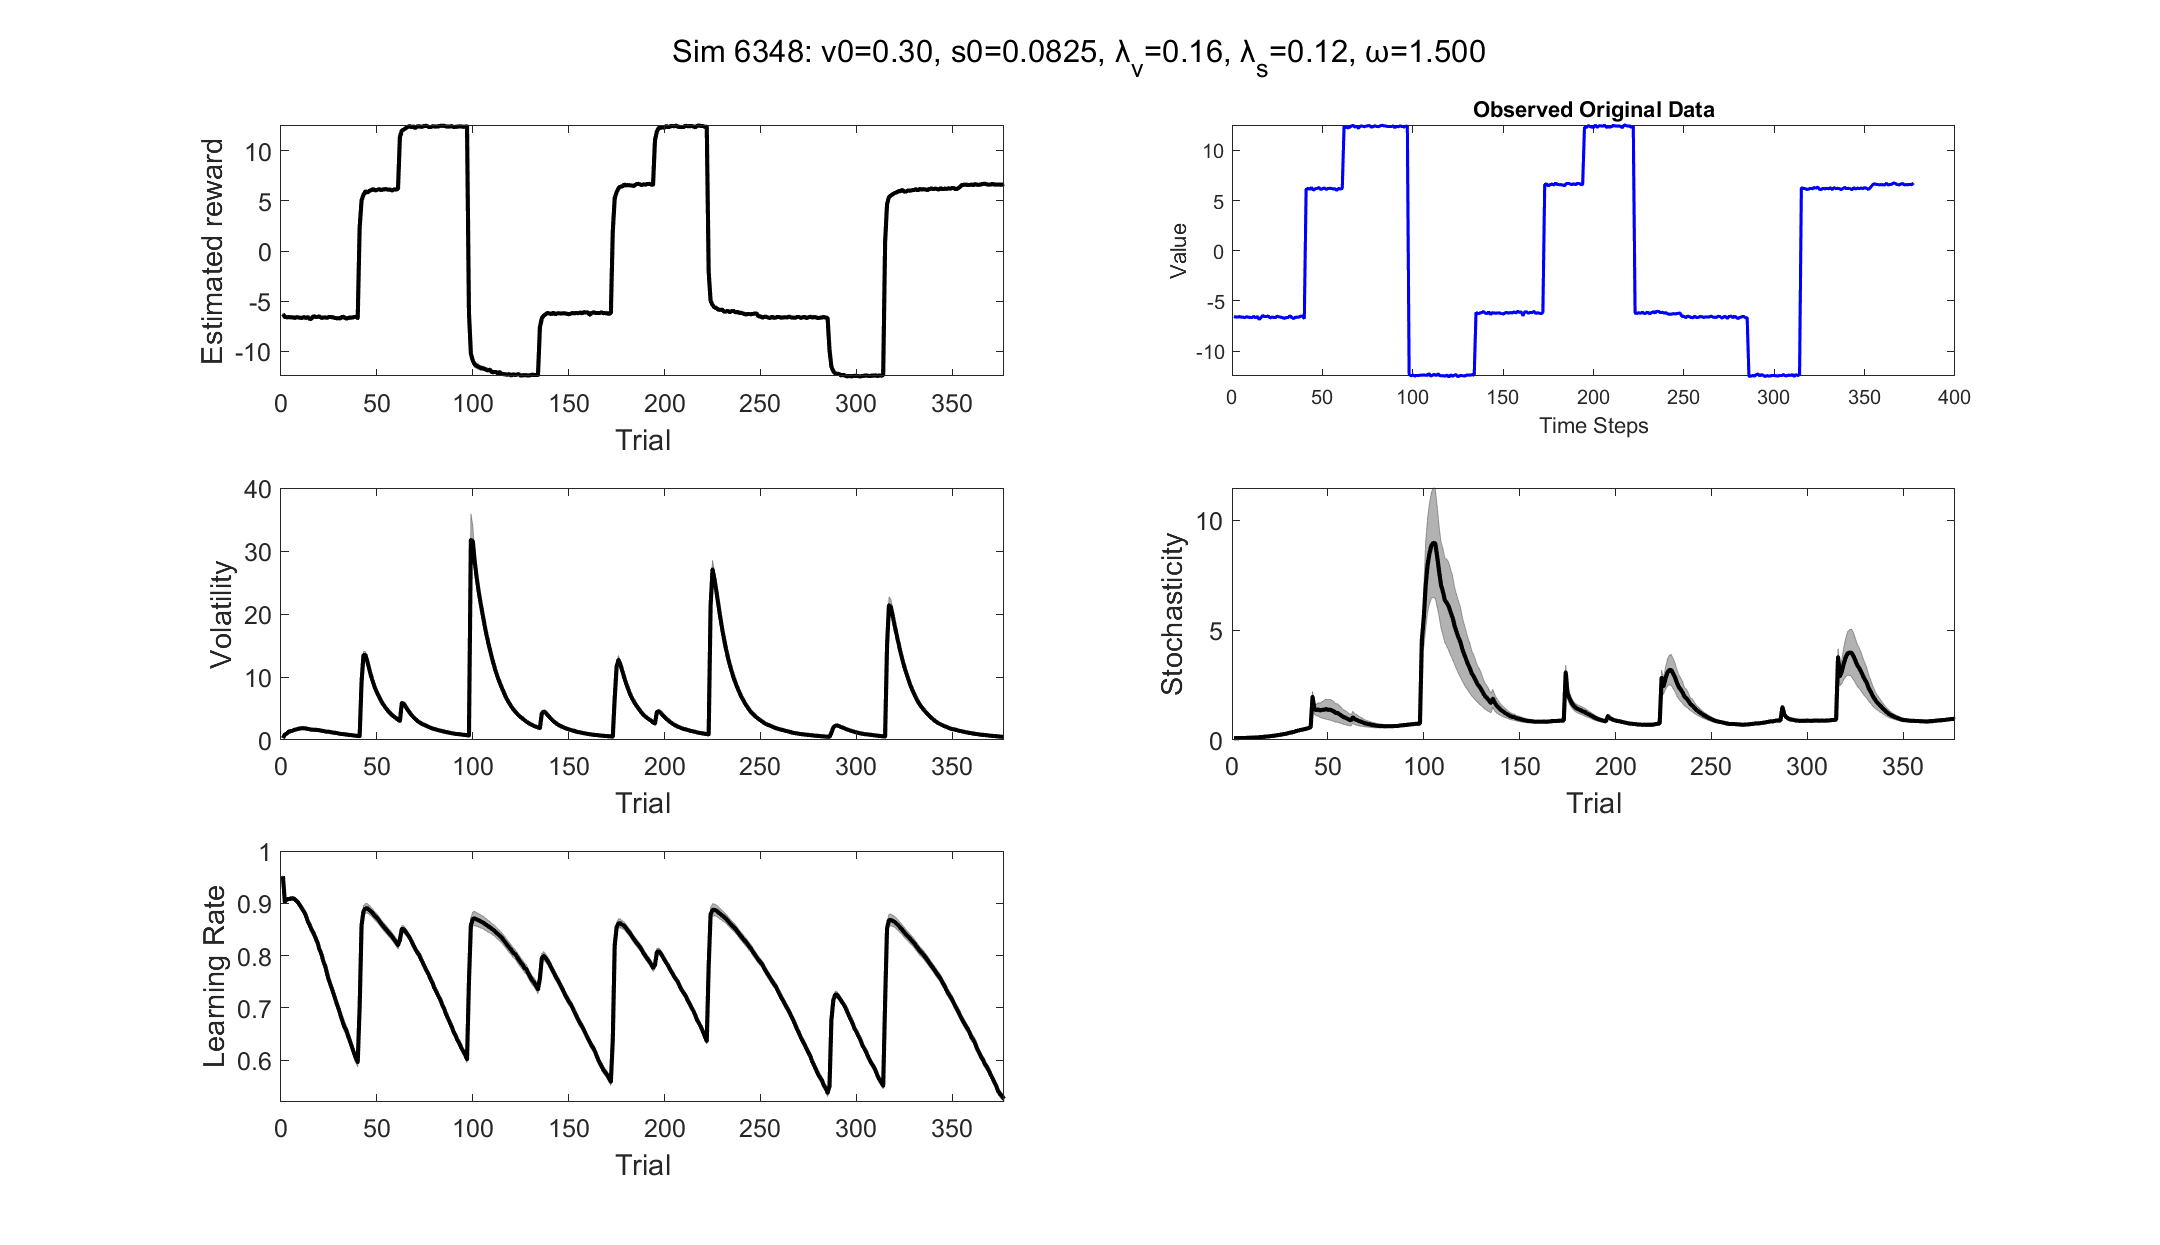 Sim 6348: v0=0.30, s0=0.0825, λ_v=0.16, λ_s=0.12, ω=1.500
Estimated reward
10
5
0
-5
-10
0 50 100 150 200 250 300 350
Trial
Observed Original Data
Value
10
5
0
-5
-10
0 50 100 150 200 250 300 350 400
Time Steps
Volatility
40
30
20
10
0
0 50 100 150 200 250 300 350
Trial
Stochasticity
10
5
0
0 50 100 150 200 250 300 350
Trial
Learning Rate
1
0.9
0.8
0.7
0.6
0 50 100 150 200 250 300 350
Trial